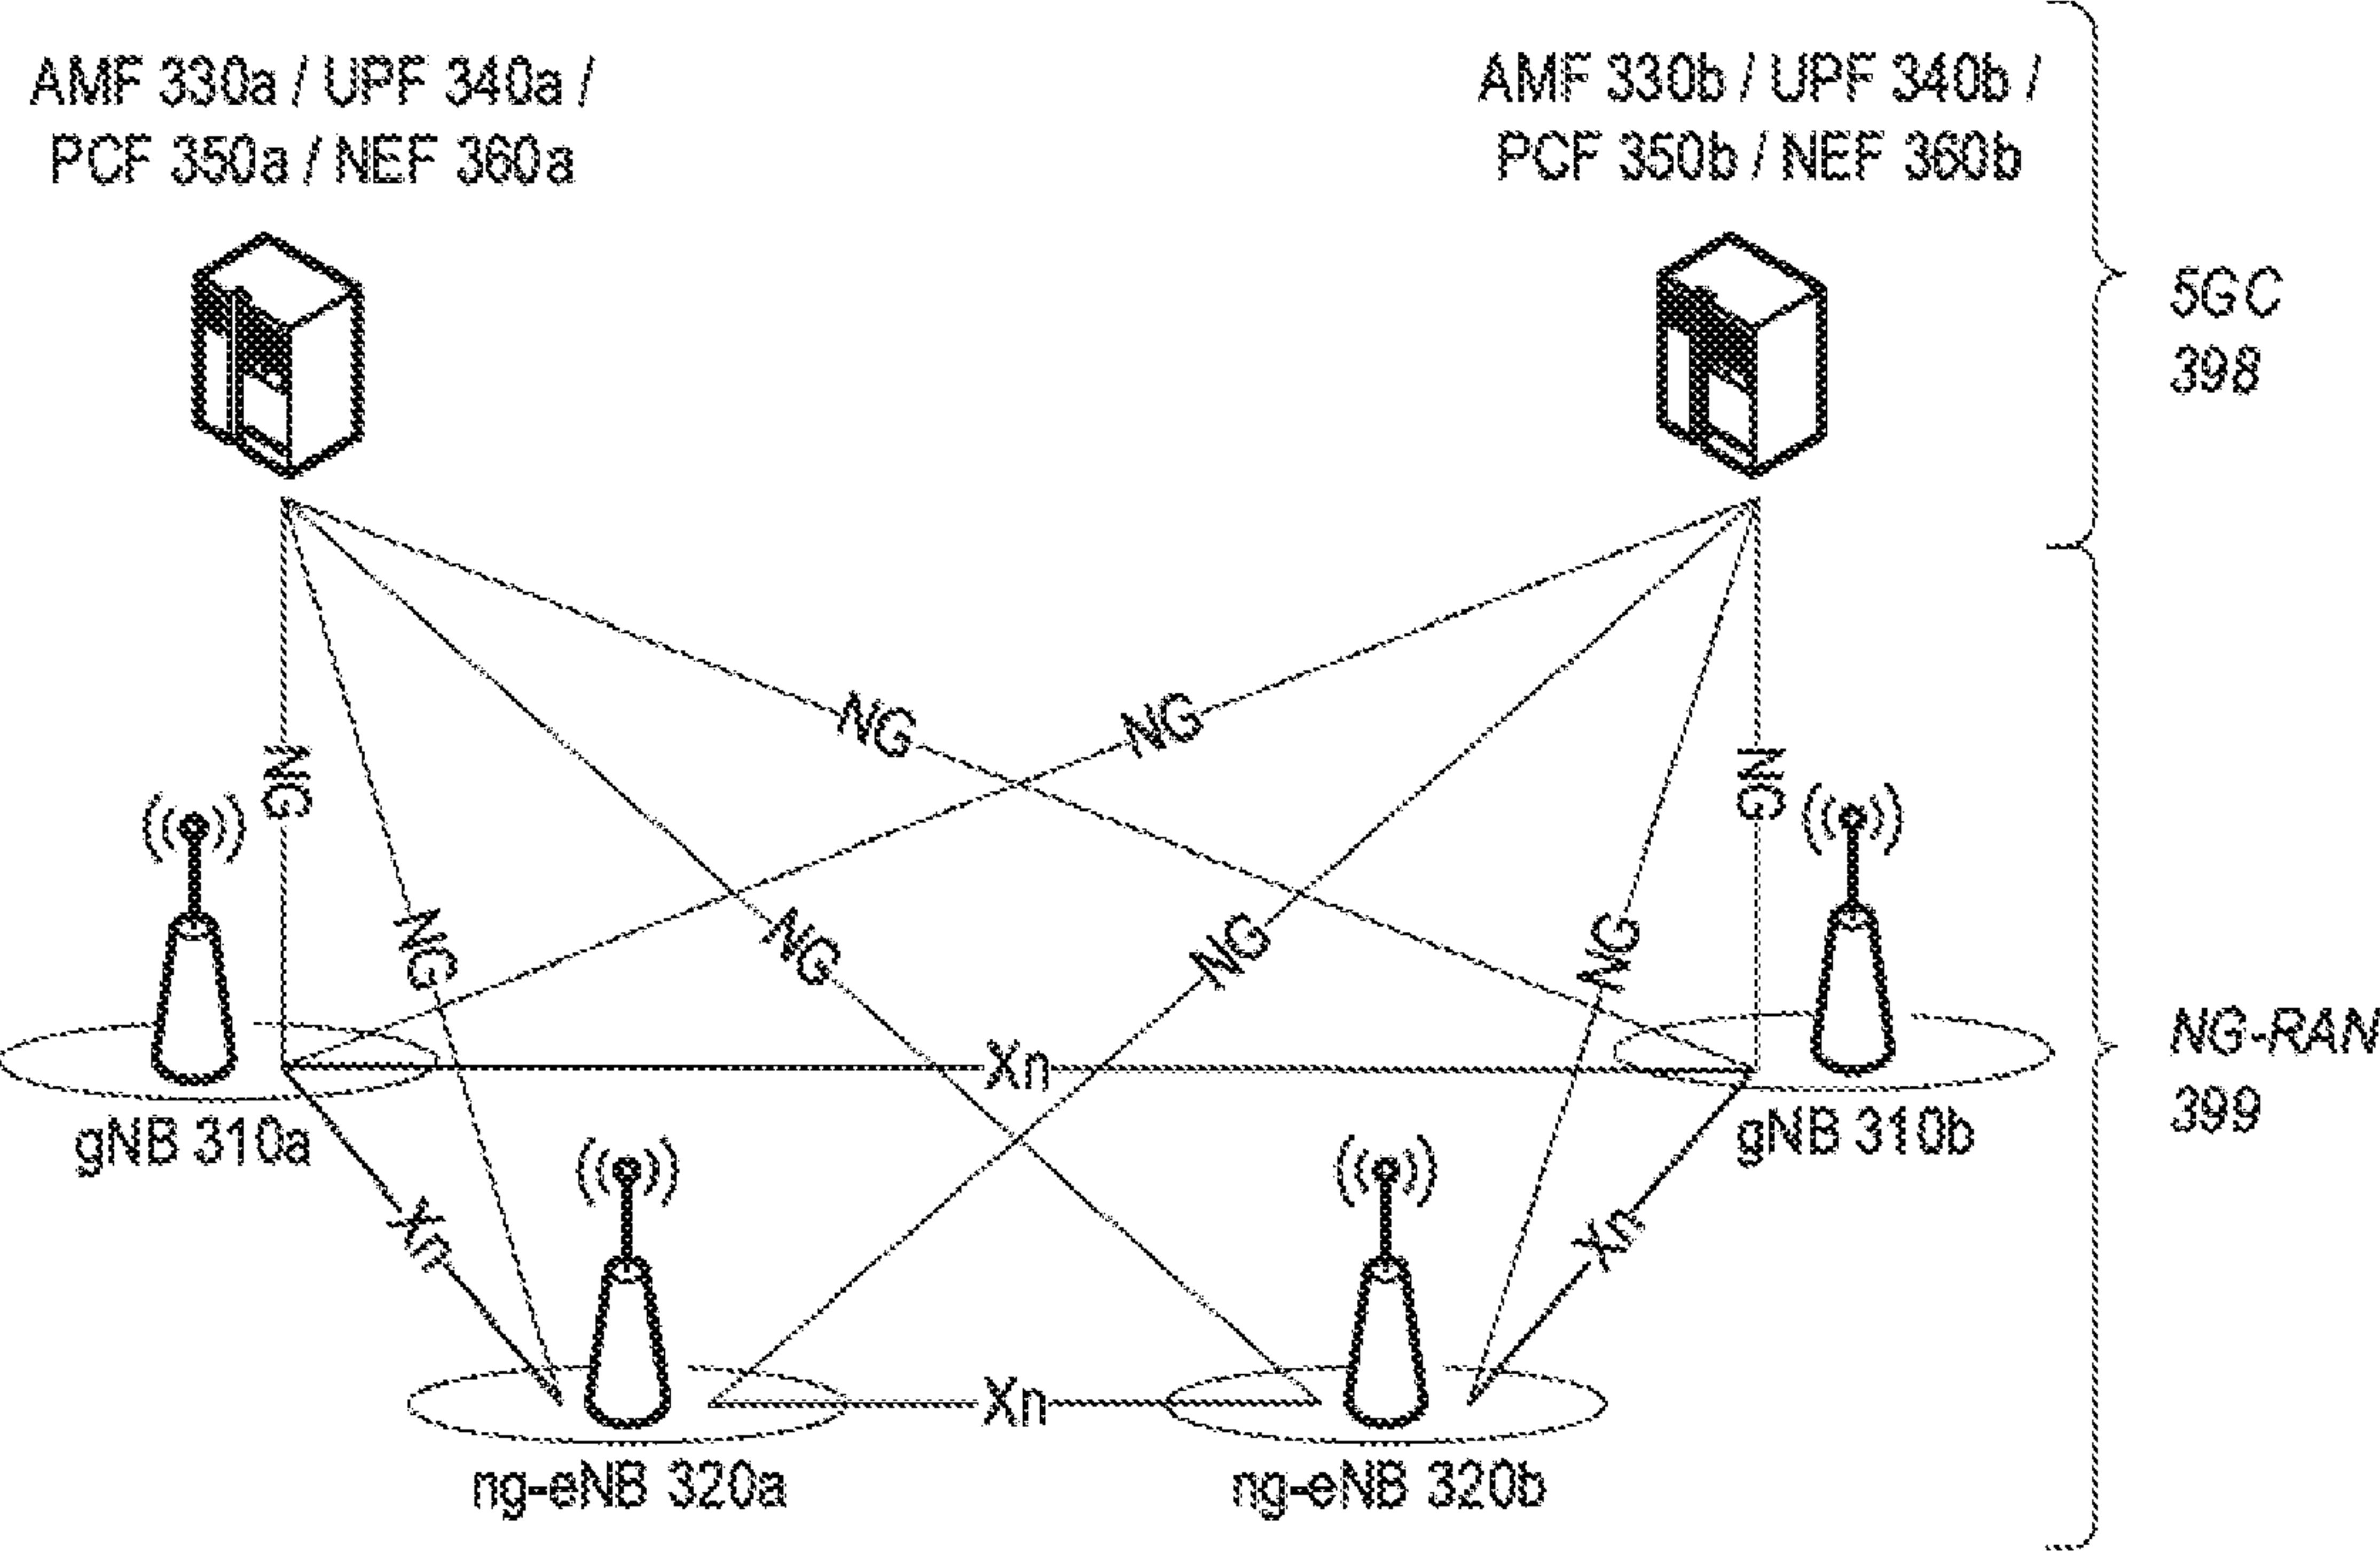 AMF 330a / UPF 340a /
PCF 350a / NEF 360a
AMF 330b / UPF 340b /
PCF 350b / NEF 360b
5GC
398
NG
NG
NG
NG
NG
NG
NG
NG
Xn
gNB 310a
gNB 310b
NG-RAN
399
Xn
Xn
Xn
ng-eNB 320a
ng-eNB 320b